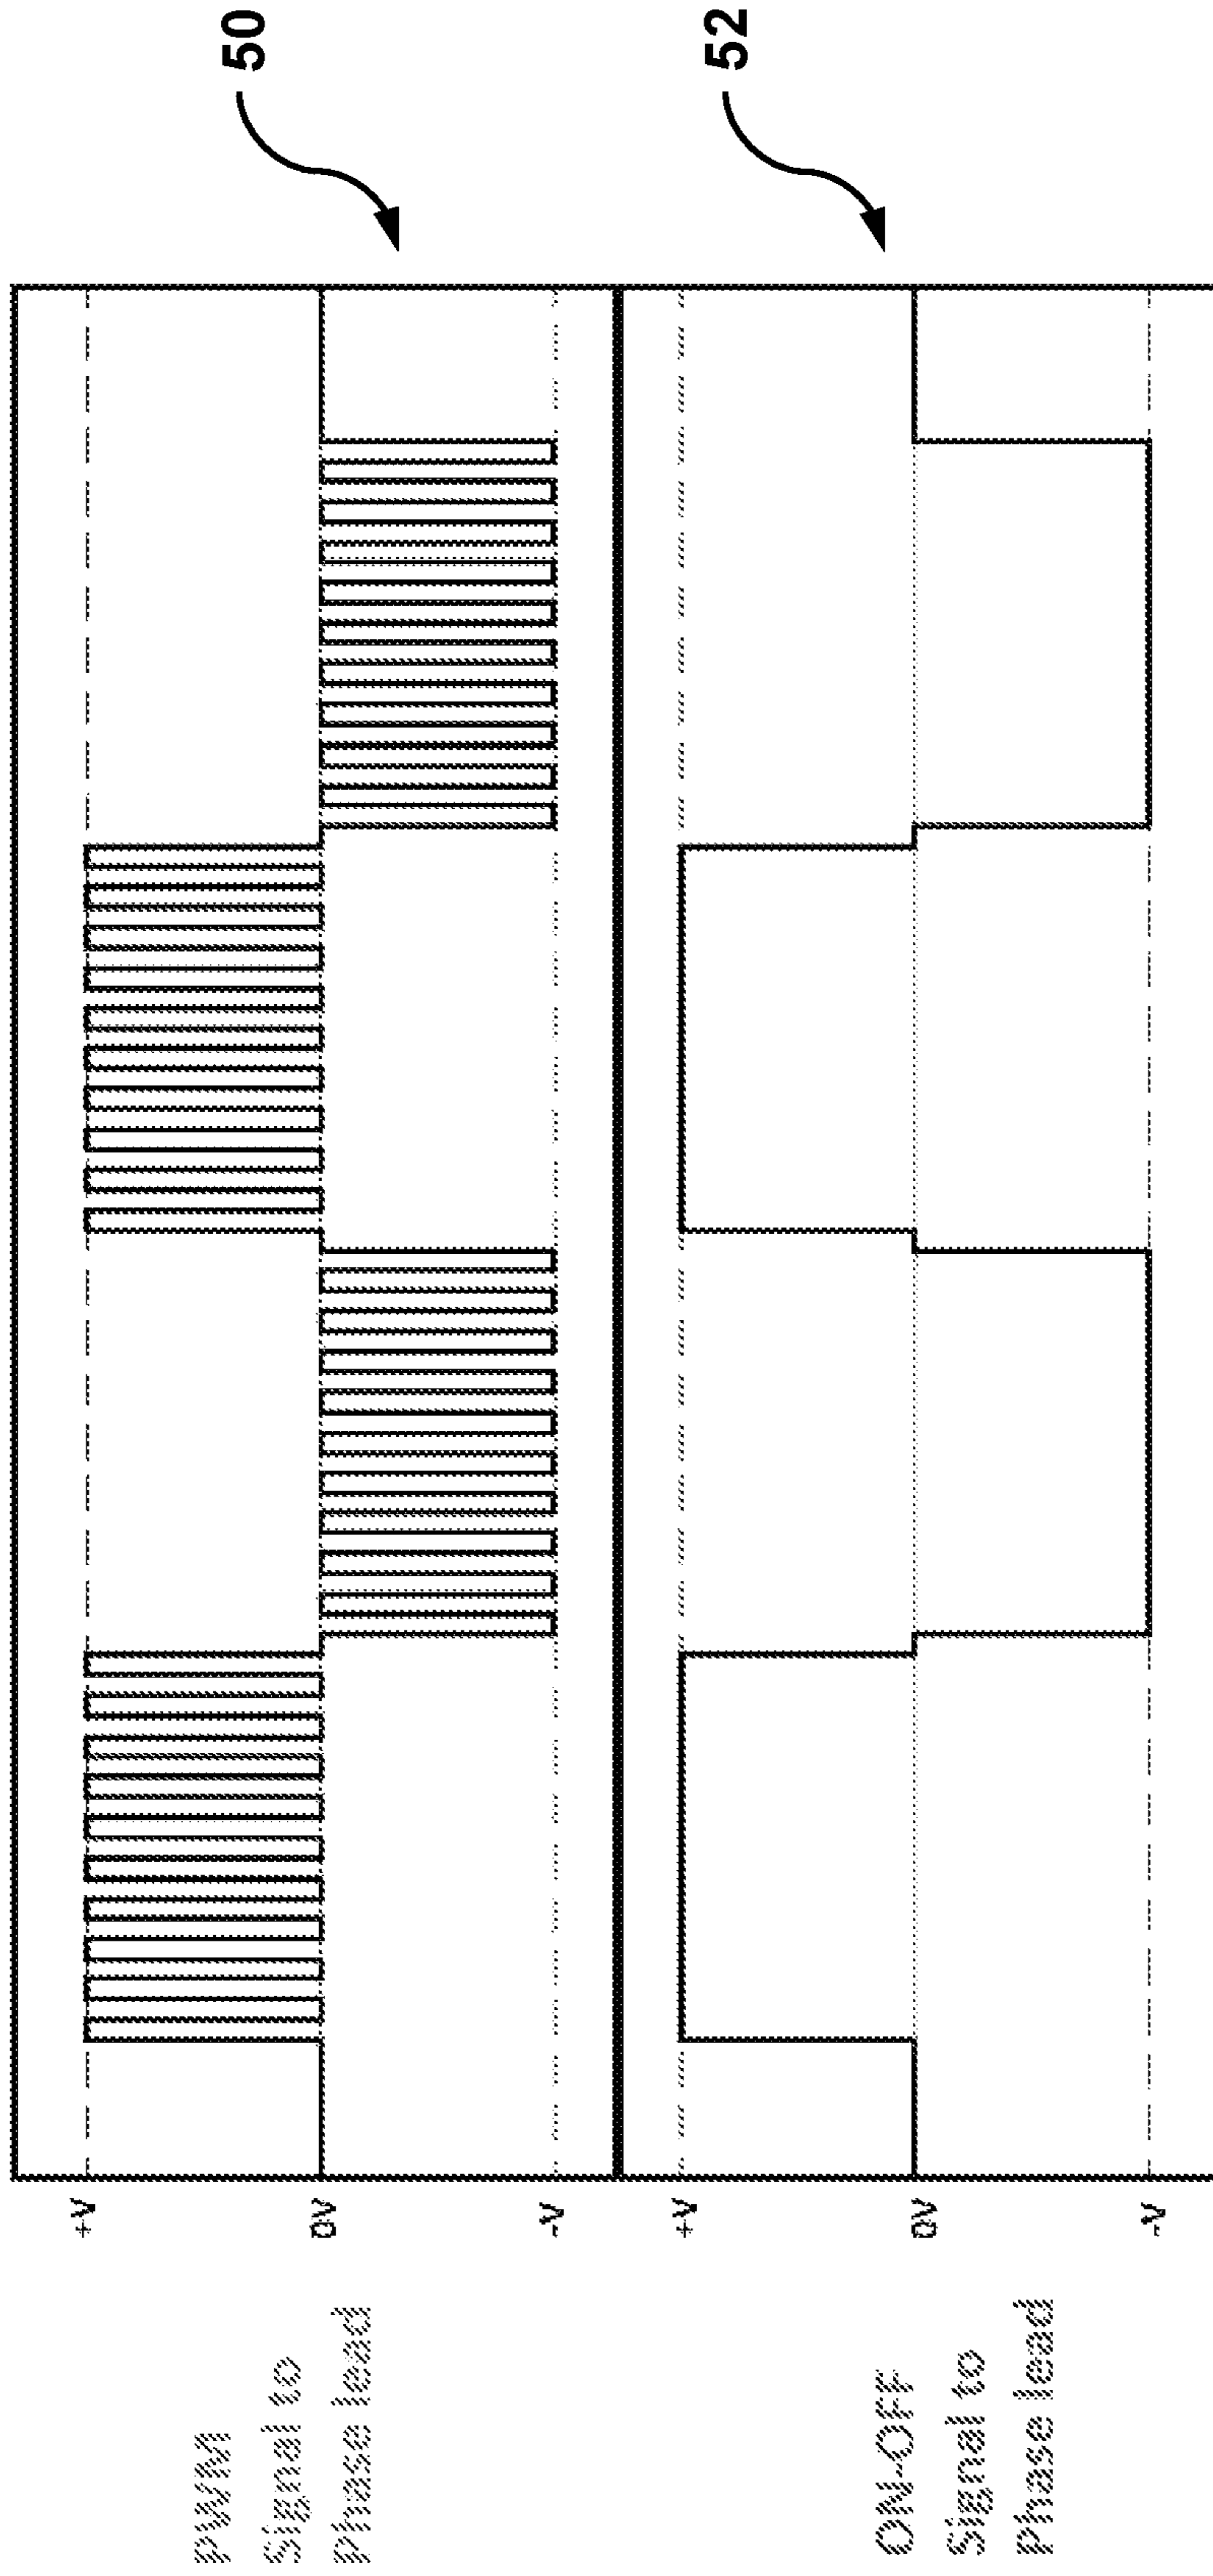 PWM
Signal to
Phase lead
+V
0V
-V
50
ON-OFF
Signal to
Phase lead
+V
0V
-V
52